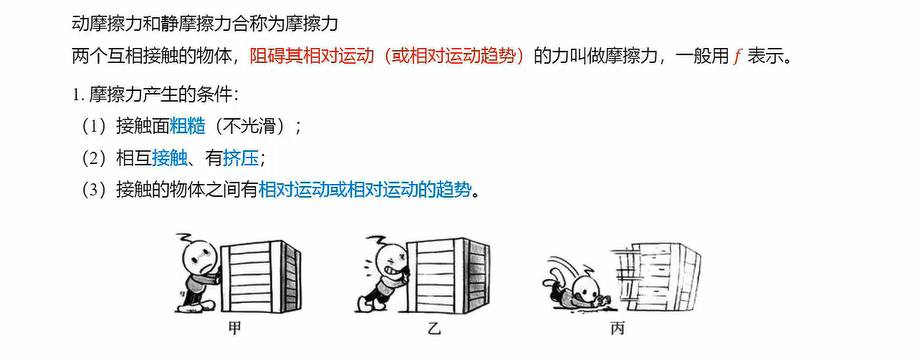 动摩擦力和静摩擦力合称为摩擦力
两个互相接触的物体，阻碍其相对运动（或相对运动趋势）的力叫做摩擦力，一般用 f 表示。
1. 摩擦力产生的条件：
（1）接触面粗糙（不光滑）；
（2）相互接触、有挤压；
（3）接触的物体之间有相对运动或相对运动的趋势。
甲 乙 丙